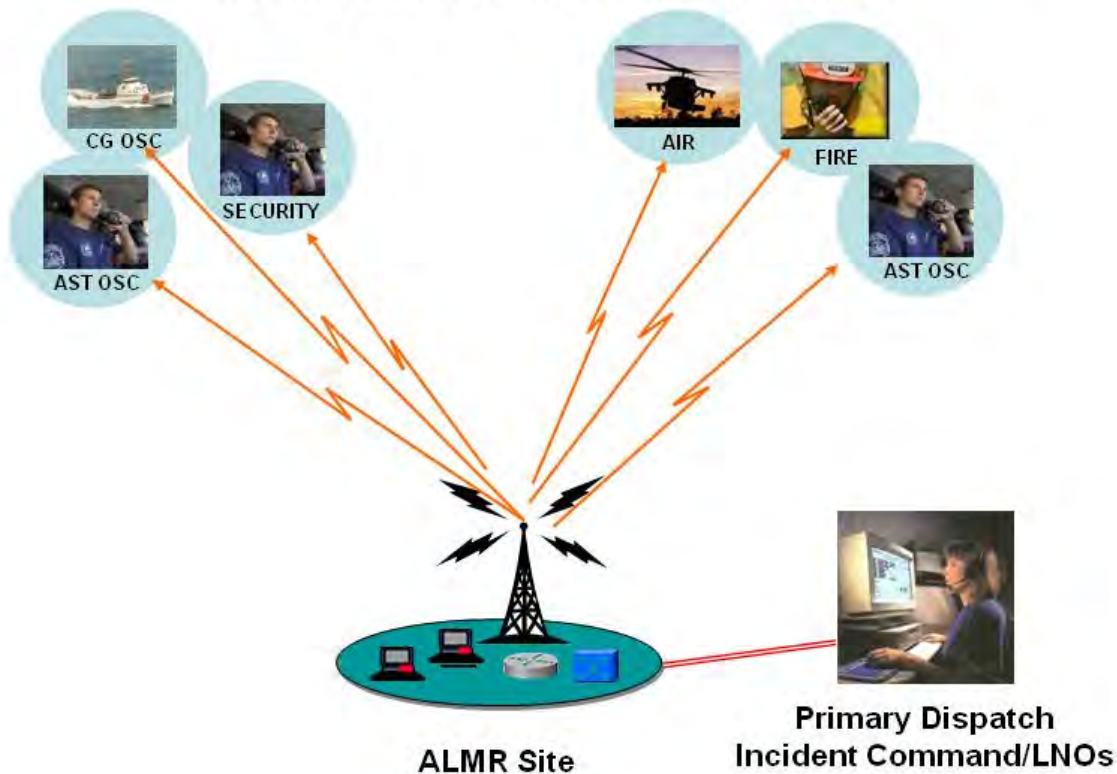 CG OSC
SECURITY
AST OSC
AIR
FIRE
AST OSC
ALMR Site
Primary Dispatch
Incident Command/LNOs